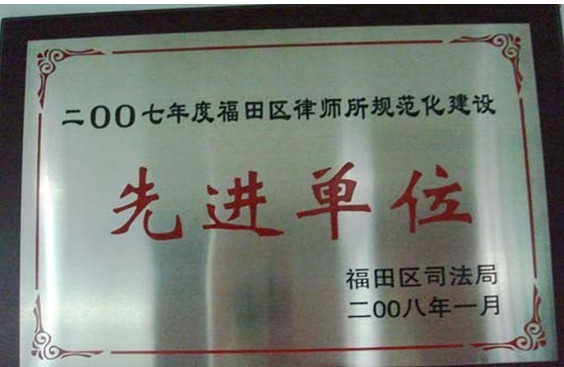 二00七年度福田区律师所规范化建设
先进单位
福田区司法局
二00八年一月